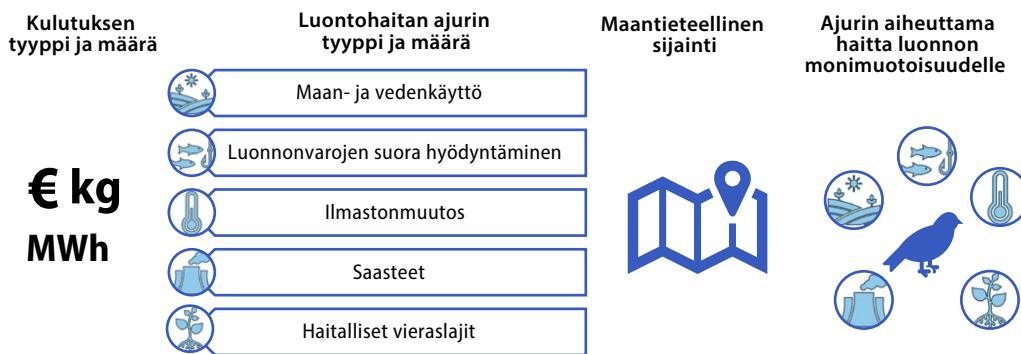 Kulutuksen
tyyppi ja määrä
Luontohaitan ajurin
tyyppi ja määrä
Maantieteellinen
sijainti
Ajurin aiheuttama
haitta luonnon
monimuotoisuudelle
€ kg
MWh
Maan- ja vedenkäyttö
Luonnonvarojen suora hyödyntäminen
Ilmastonmuutos
Saasteet
Haitalliset vieraslajit